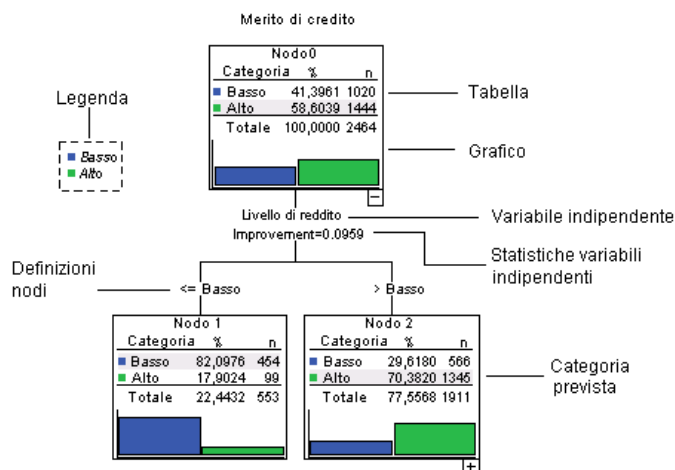 Merito di credito
Nodo 0
Categoria % n
Basso 41,3961 1020
Alto 58,6039 1444
Totale 100,0000 2464
Legenda
Basso
Alto
Tabella
Grafico
Livello di reddito
Improvement=0.0959
Variabile indipendente
Statistiche variabili
indipendenti
Definizioni
nodi
<= Basso
> Basso
Nodo 1
Categoria % n
Basso 82,0976 454
Alto 17,9024 99
Totale 22,4432 553
Nodo 2
Categoria % n
Basso 29,6180 566
Alto 70,3820 1345
Totale 77,5568 1911
Categoria
prevista